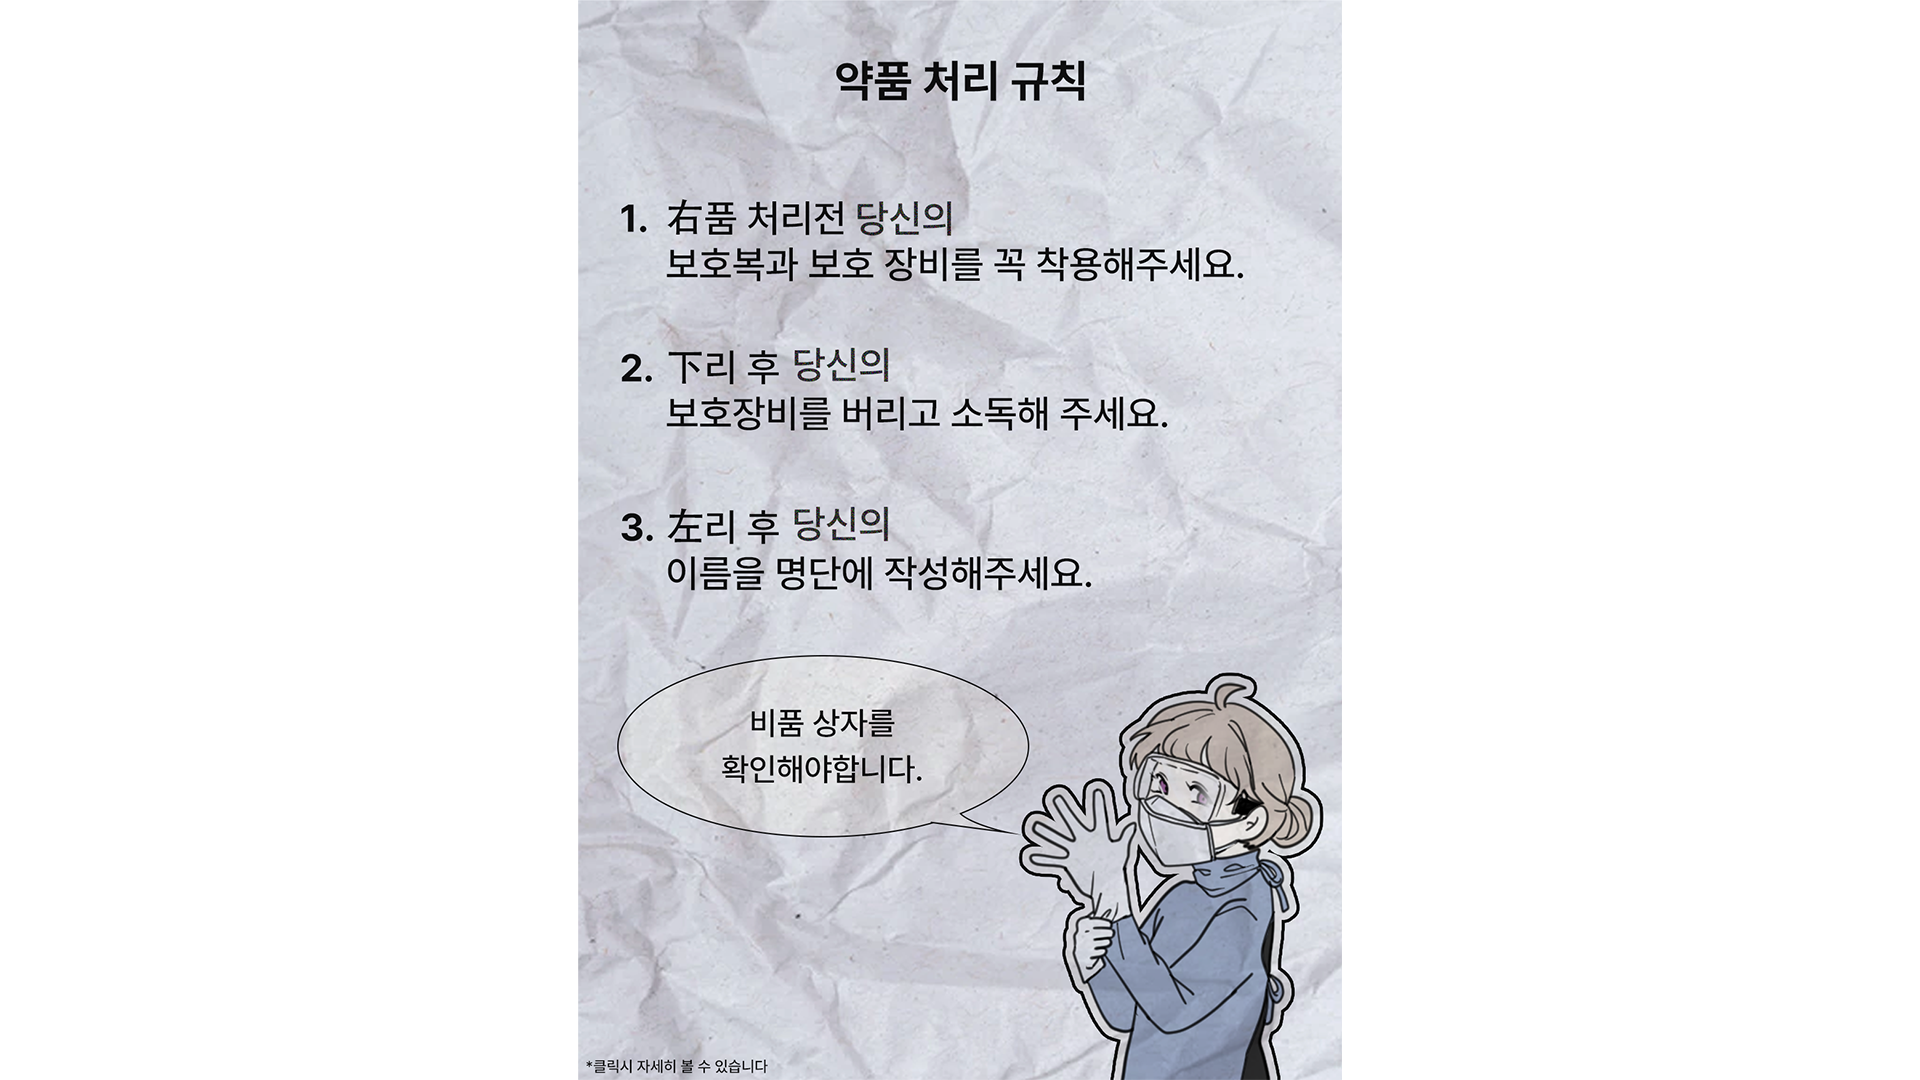 약품 처리 규칙
1. 右품 처리전 당신의
보호복과 보호 장비를 꼭 착용해주세요.
2. 下리 후 당신의
보호장비를 버리고 소독해 주세요.
3. 左리 후 당신의
이름을 명단에 작성해주세요.
비품 상자를
확인해야합니다.
*클릭시 자세히 볼 수 있습니다